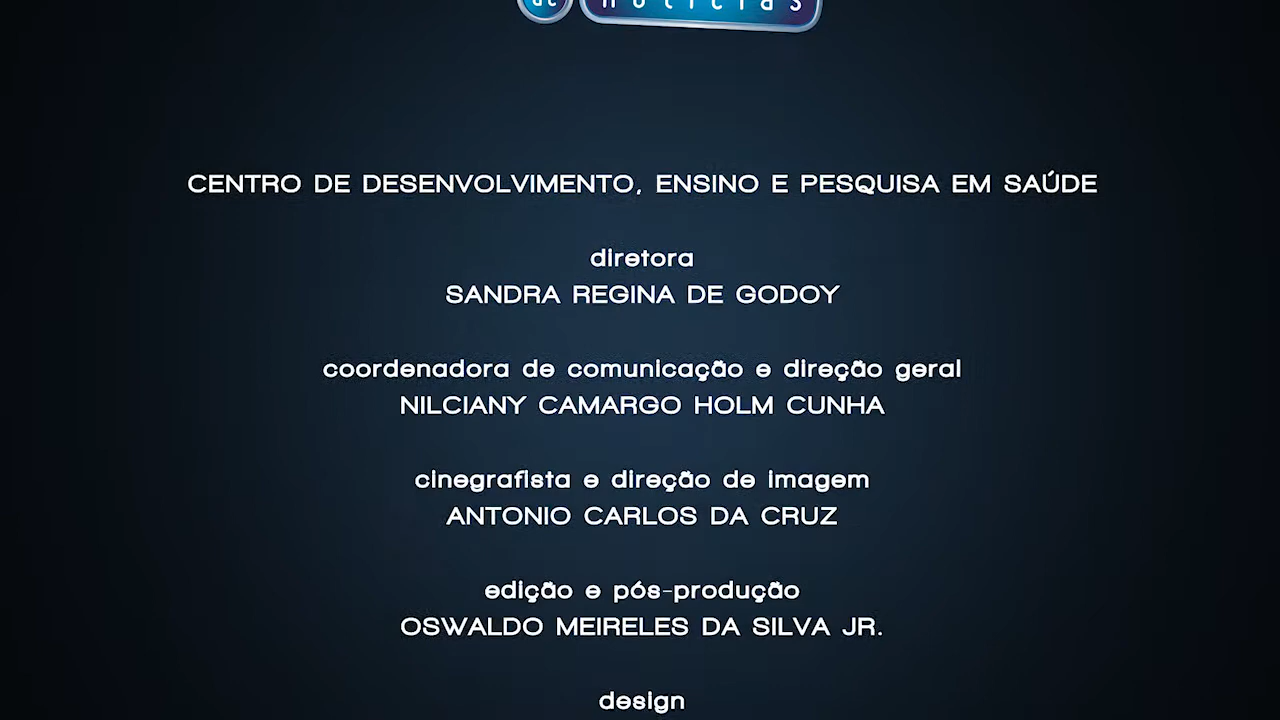 de notícias
CENTRO DE DESENVOLVIMENTO, ENSINO E PESQUISA EM SAÚDE
diretora
SANDRA REGINA DE GODOY
coordenadora de comunicação e direção geral
NILCIANY CAMARGO HOLM CUNHA
cinegrafista e direção de imagem
ANTONIO CARLOS DA CRUZ
edição e pós-produção
OSWALDO MEIRELES DA SILVA JR.
design